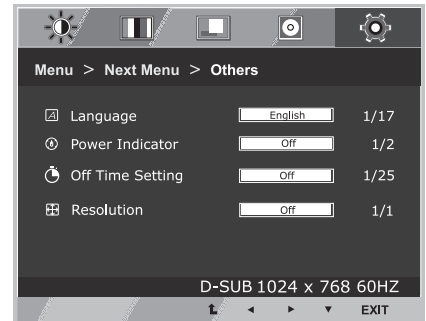 Menu > Next Menu > Others
Language English 1/17
Power Indicator Off 1/2
Off Time Setting Off 1/25
Resolution Off 1/1
D-SUB 1024 x 768 60HZ
EXIT